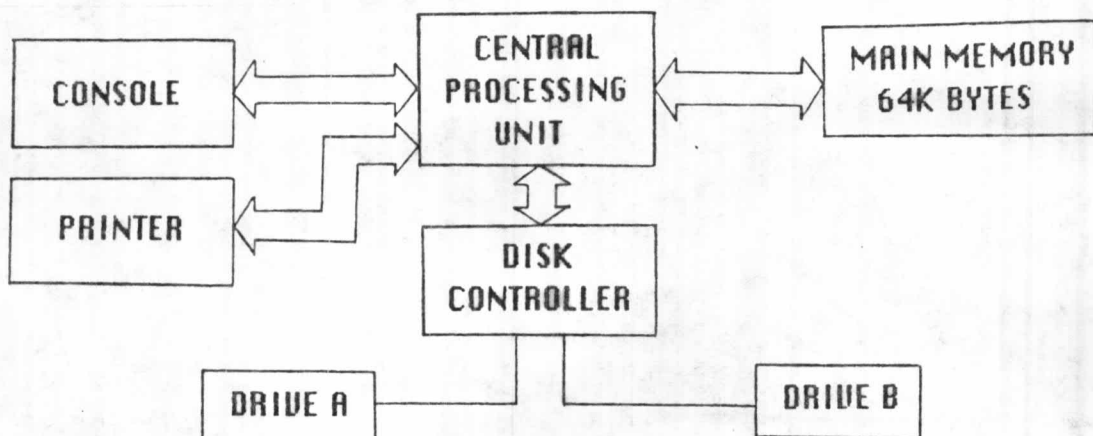 CONSOLE
CENTRAL
PROCESSING
UNIT
MAIN MEMORY
64K BYTES
PRINTER
DISK
CONTROLLER
DRIVE A
DRIVE B